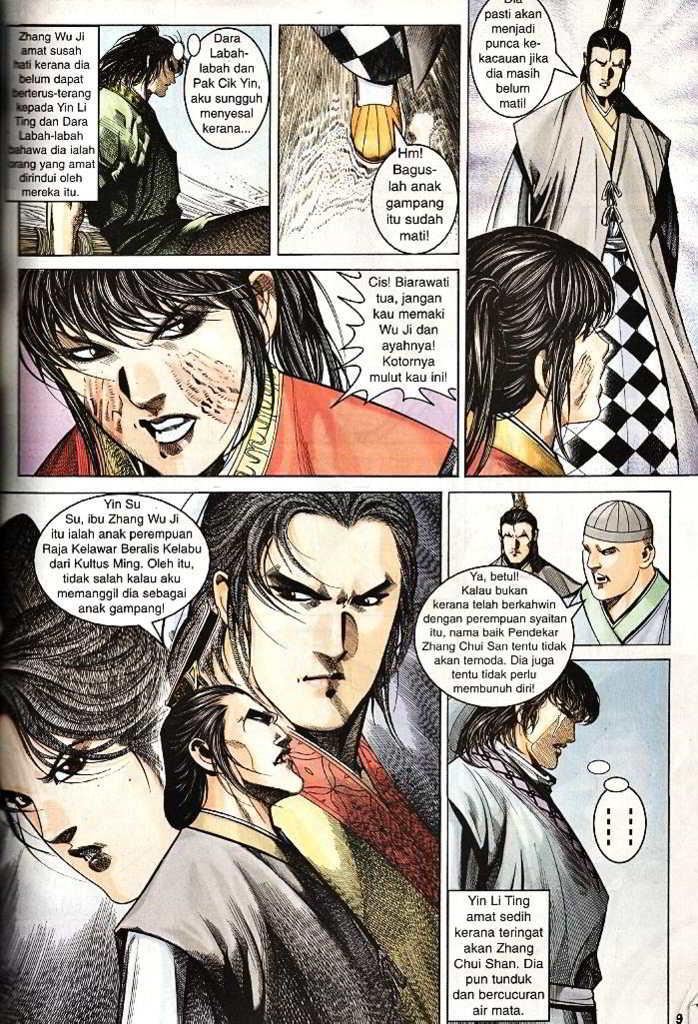 Zhang Wu Ji
amat susah
hati kerana dia
belum dapat
berterus-terang
kepada Yin Li
Ting dan Dara
Labah-labah
bahawa dia ialah
orang yang amat
dirindui oleh
mereka itu.
Dara
Labah-
labah dan
Pak Cik Yin,
aku sungguh
menyesal
kerana...
Hm!
Bagus-
lah anak
gampang
itu sudah
mati!
Dia
pasti akan
menjadi
punca ke-
kacauan jika
dia masih
belum
mati!
Cis! Biarawati
tua, jangan
kau memaki
Wu Ji dan
ayahnya!
Kotornya
mulut kau ini!
Yin Su
Su, ibu Zhang Wu Ji
itu ialah anak perempuan
Raja Kelawar Beralis Kelabu
dari Kultus Ming. Oleh itu,
tidak salah kalau aku
memanggil dia sebagai
anak gampang!
Ya, betul!
Kalau bukan
kerana telah berkahwin
dengan perempuan syaitan
itu, nama baik Pendekar
Zhang Chui San tentu tidak
akan ternoda. Dia juga
tentu tidak perlu
membunuh diri!
Yin Li Ting
amat sedih
kerana teringat
akan Zhang
Chui Shan. Dia
pun tunduk
dan bercucuran
air mata.
9